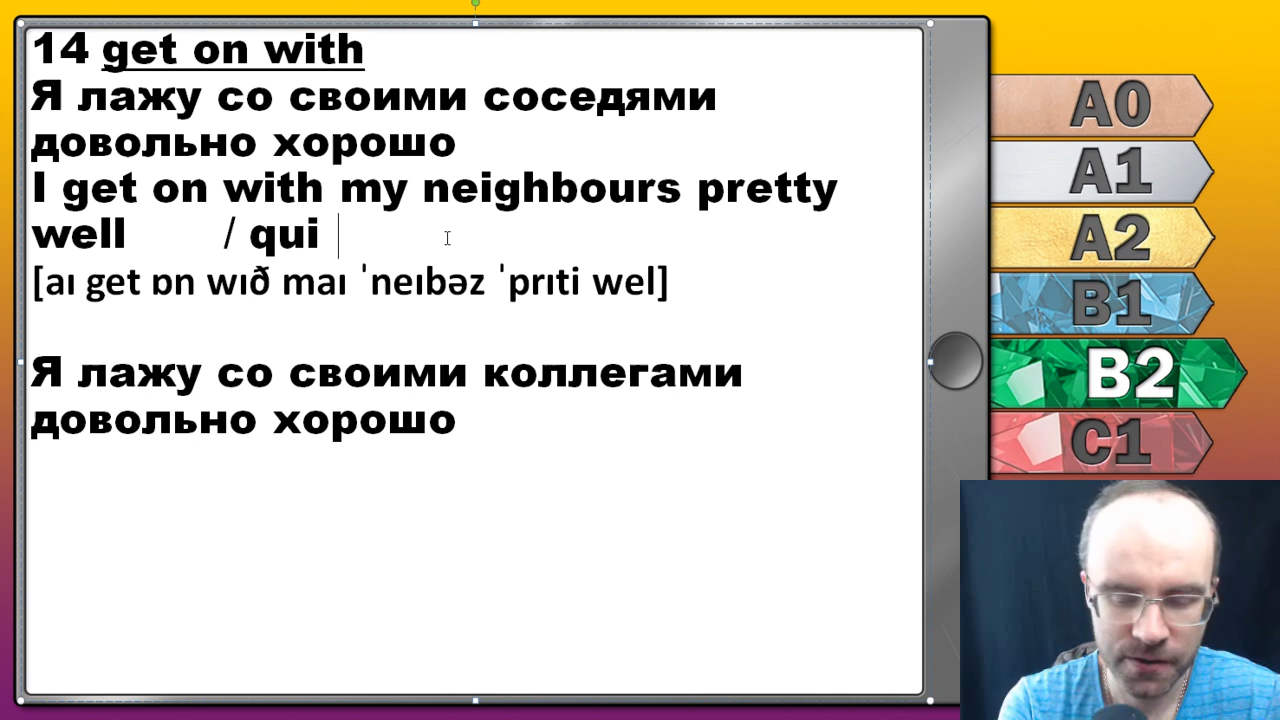 14 get on with
Я лажу со своими соседями
довольно хорошо
I get on with my neighbours pretty
well / qui
[aɪ get ɒn wɪð maɪ ˈneɪbəz ˈprɪti wel]
Я лажу со своими коллегами
довольно хорошо
A0
A1
A2
B1
B2
C1